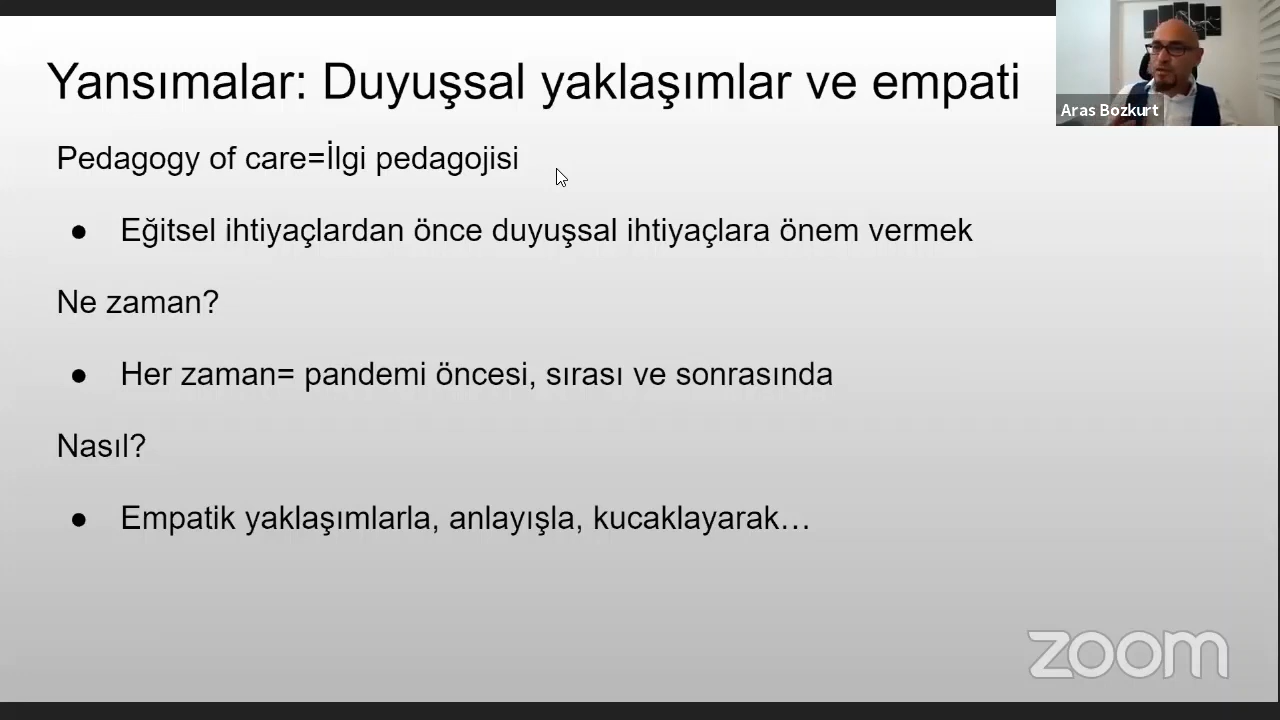 Yansımalar: Duyuşsal yaklaşımlar ve empati
Aras Bozkurt
Pedagogy of care=İlgi pedagojisi
● Eğitsel ihtiyaçlardan önce duyuşsal ihtiyaçlara önem vermek
Ne zaman?
● Her zaman= pandemi öncesi, sırası ve sonrasında
Nasıl?
● Empatik yaklaşımlarla, anlayışla, kucaklayarak…
zoom